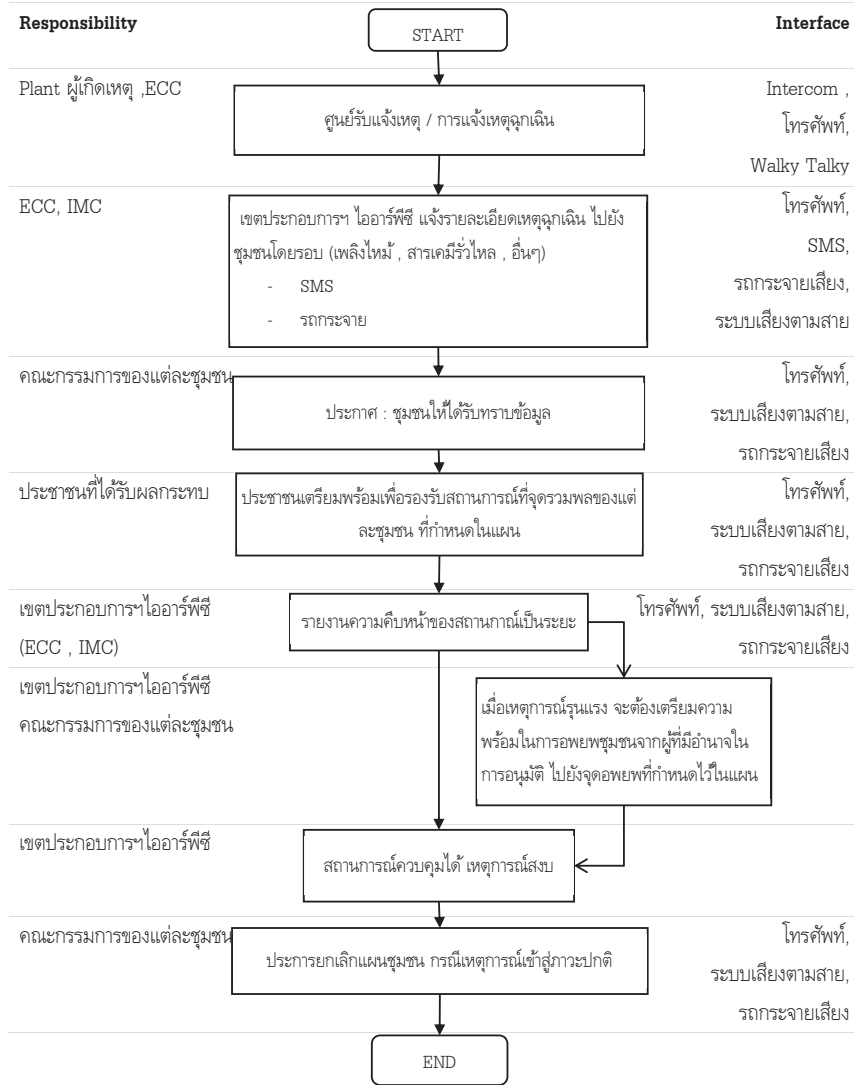 Responsibility
START
Interface
Plant ผู้เกิดเหตุ ,ECC
ศูนย์รับแจ้งเหตุ / การแจ้งเหตุฉุกเฉิน
Intercom ,
โทรศัพท์,
Walky Talky
ECC, IMC
เขตประกอบการฯ ไออาร์พีซี แจ้งรายละเอียดเหตุฉุกเฉิน ไปยัง
ชุมชนโดยรอบ (เพลิงไหม้ , สารเคมีรั่วไหล , อื่นๆ)
- SMS
- รถกระจาย
โทรศัพท์,
SMS,
รถกระจายเสียง,
ระบบเสียงตามสาย
คณะกรรมการของแต่ละชุมชน
ประกาศ : ชุมชนให้ได้รับทราบข้อมูล
โทรศัพท์,
ระบบเสียงตามสาย,
รถกระจายเสียง
ประชาชนที่ได้รับผลกระทบ
ประชาชนเตรียมพร้อมเพื่อรองรับสถานการณ์ที่จุดรวมพลของแต่
ละชุมชน ที่กำหนดในแผน
โทรศัพท์,
ระบบเสียงตามสาย,
รถกระจายเสียง
เขตประกอบการฯไออาร์พีซี
(ECC , IMC)
รายงานความคืบหน้าของสถานกาณ์เป็นระยะ
โทรศัพท์, ระบบเสียงตามสาย,
รถกระจายเสียง
เขตประกอบการฯไออาร์พีซี
คณะกรรมการของแต่ละชุมชน
เมื่อเหตุการณ์รุนแรง จะต้องเตรียมความ
พร้อมในการอพยพชุมชนจากผู้ที่มีอำนาจใน
การอนุมัติ ไปยังจุดอพยพที่กำหนดไว้ในแผน
เขตประกอบการฯไออาร์พีซี
สถานการณ์ควบคุมได้ เหตุการณ์สงบ
คณะกรรมการของแต่ละชุมชน
ประการยกเลิกแผนชุมชน กรณีเหตุการณ์เข้าสู่ภาวะปกติ
โทรศัพท์,
ระบบเสียงตามสาย,
รถกระจายเสียง
END